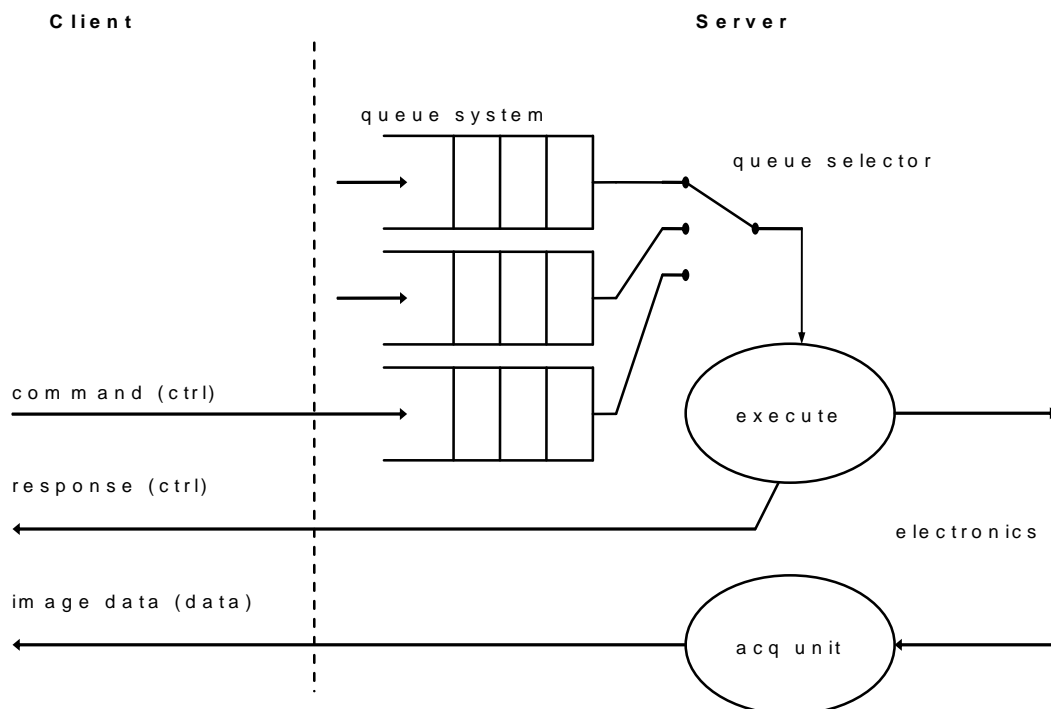 Client
Server
queue system
queue selector
command (ctrl)
execute
response (ctrl)
electronics
image data (data)
acq unit